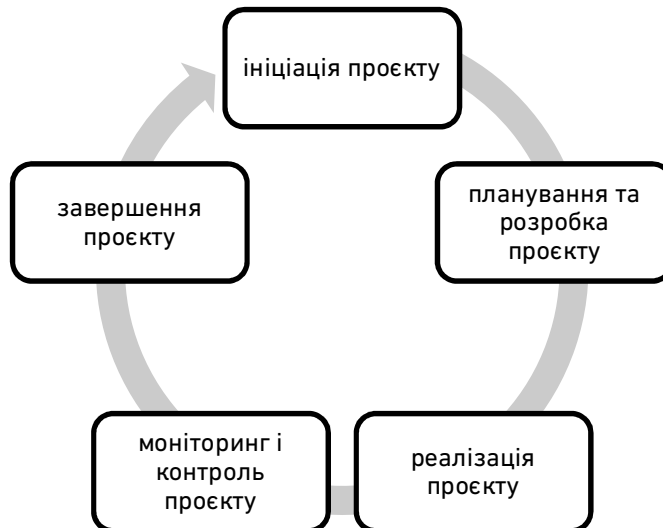 ініціація проєкту
планування та
розробка
проєкту
реалізація
проєкту
моніторинг і
контроль
проєкту
завершення
проєкту